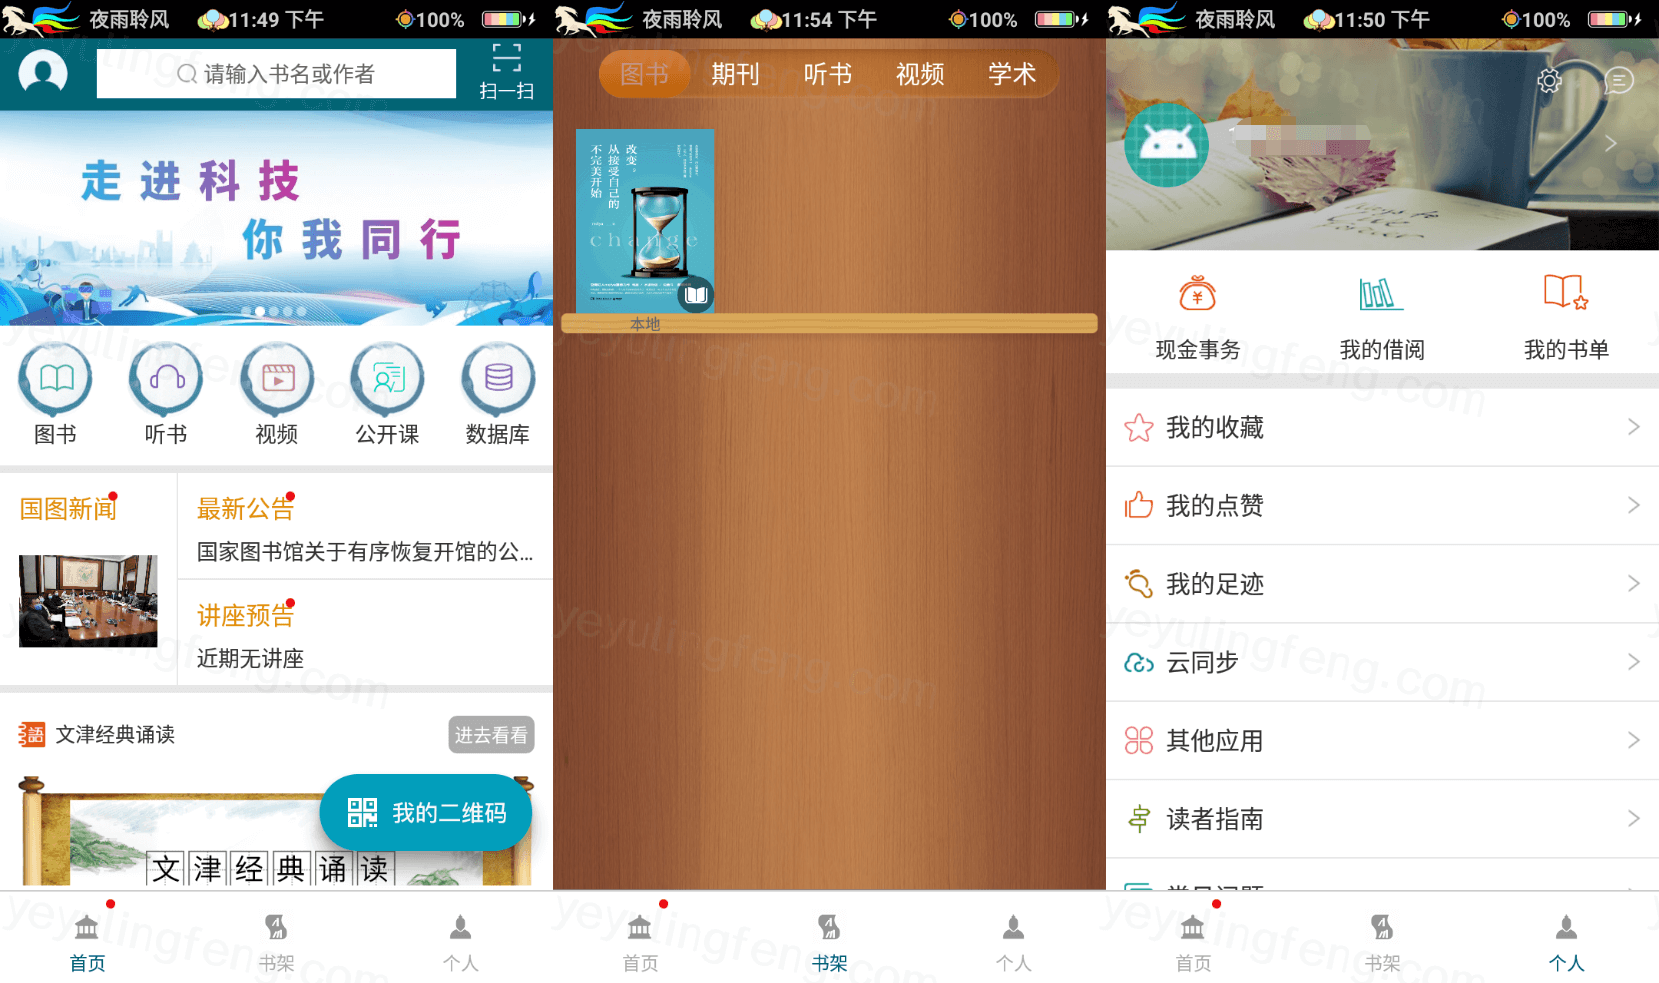 夜雨聆风 11:49 下午 100%
请输入书名或作者
扫一扫
走进科技
你我同行
图书 听书 视频 公开课 数据库
国图新闻
最新公告
国家图书馆关于有序恢复开馆的公...
讲座预告
近期无讲座
語 文津经典诵读 进去看看
我的二维码
文津经典诵读
首页 书架 个人
夜雨聆风 11:54 下午 100%
图书 期刊 听书 视频 学术
改变：
从接受自己的
不完美开始
change
本地
首页 书架 个人
夜雨聆风 11:50 下午 100%
现金事务 我的借阅 我的书单
我的收藏
我的点赞
我的足迹
云同步
其他应用
读者指南
常见问题
首页 书架 个人
yeyulingfeng.com